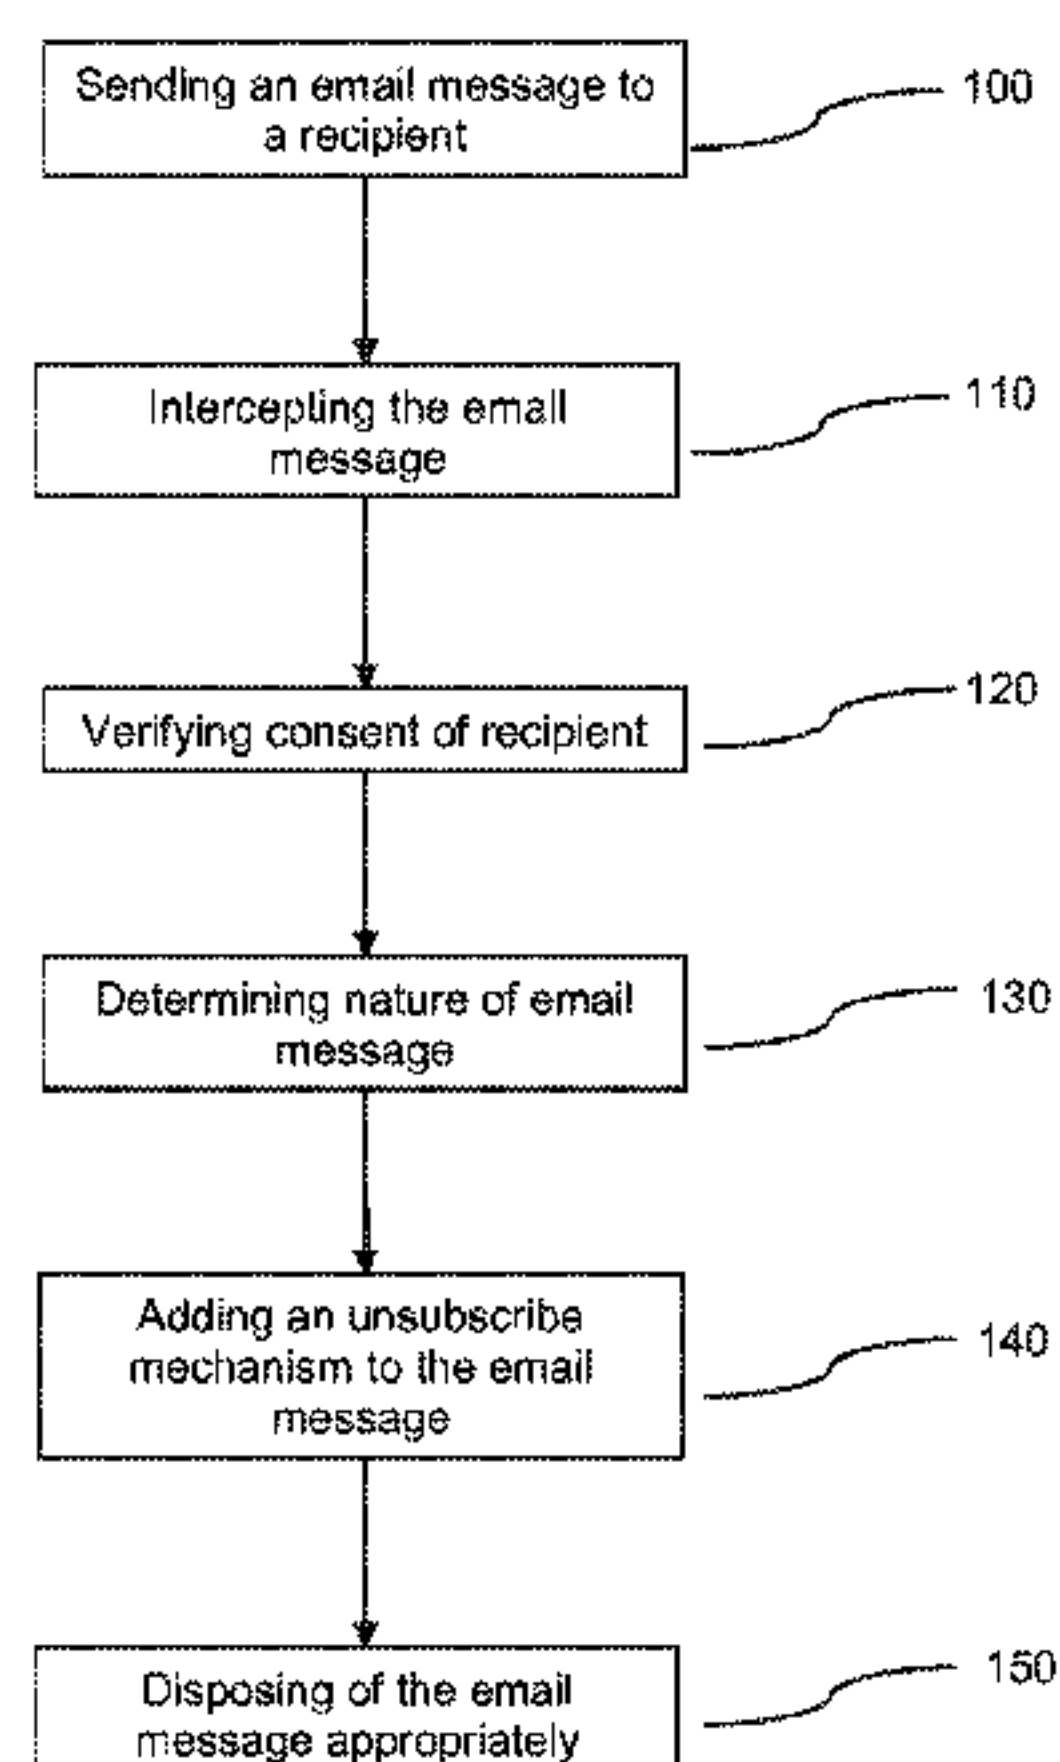 Sending an email message to
a recipient
100
Intercepting the email
message
110
Verifying consent of recipient
120
Determining nature of email
message
130
Adding an unsubscribe
mechanism to the email
message
140
Disposing of the email
message appropriately
150